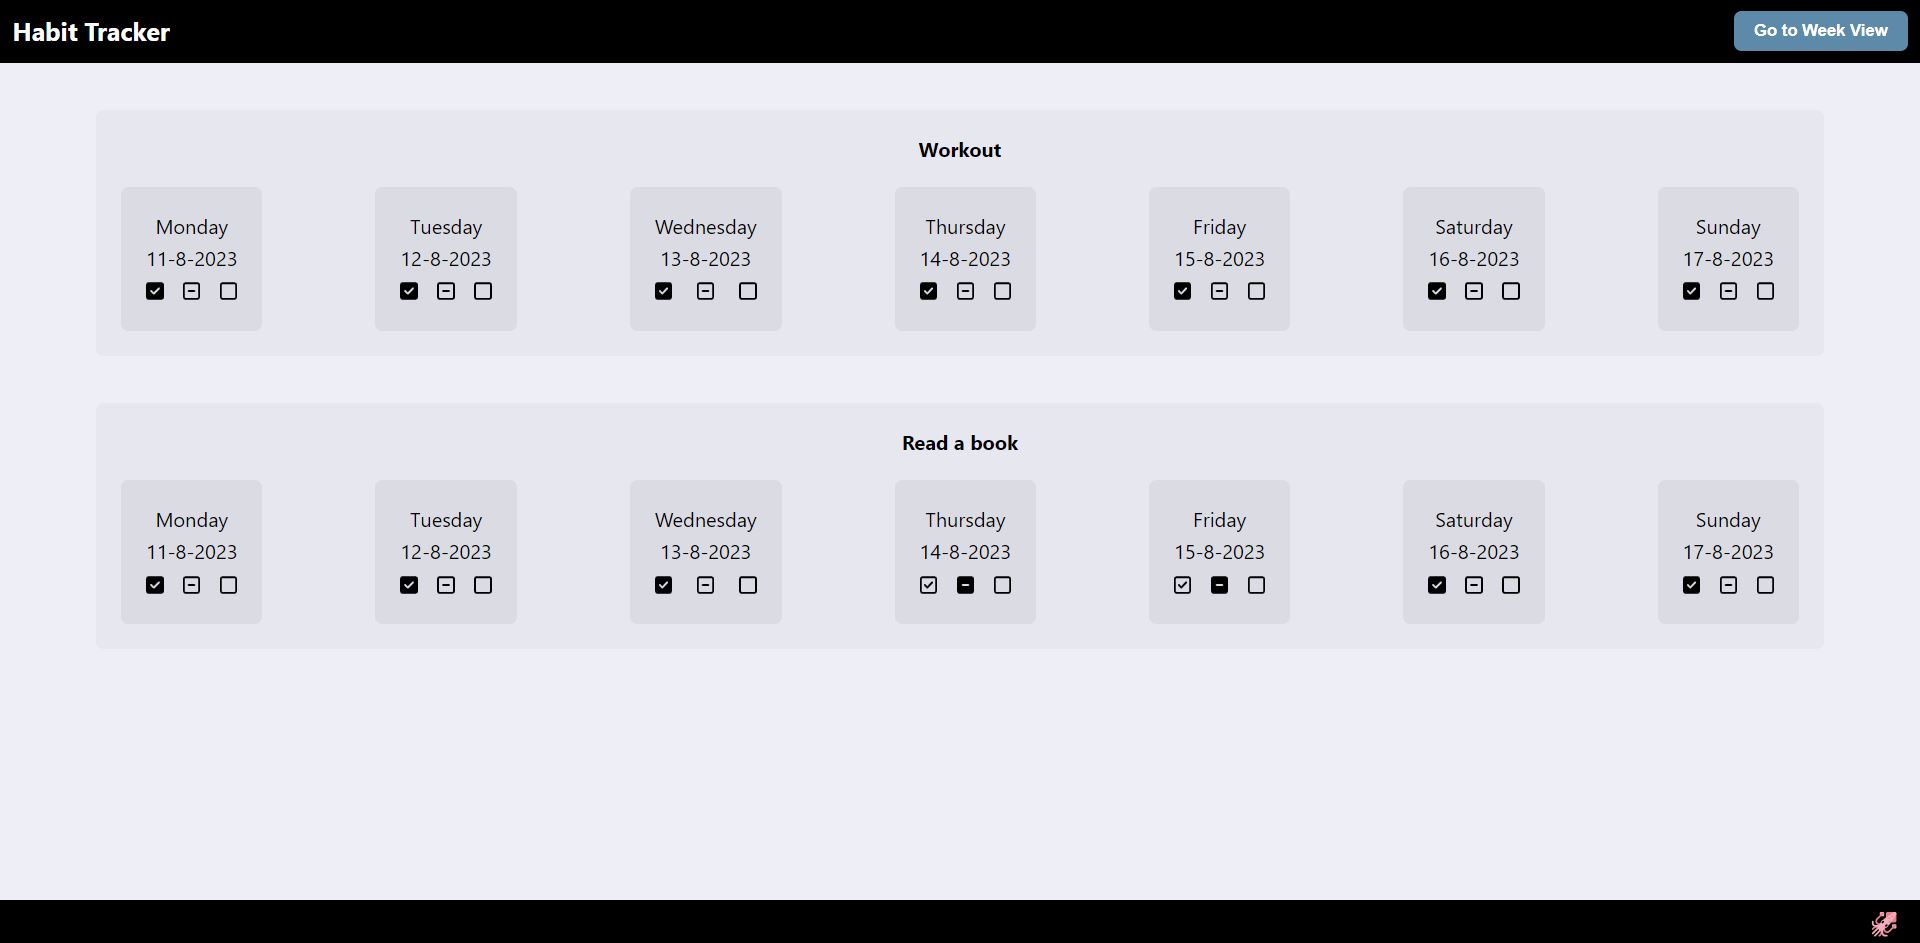 Habit Tracker
Go to Week View
Workout
Monday
11-8-2023
Tuesday
12-8-2023
Wednesday
13-8-2023
Thursday
14-8-2023
Friday
15-8-2023
Saturday
16-8-2023
Sunday
17-8-2023
Read a book
Monday
11-8-2023
Tuesday
12-8-2023
Wednesday
13-8-2023
Thursday
14-8-2023
Friday
15-8-2023
Saturday
16-8-2023
Sunday
17-8-2023